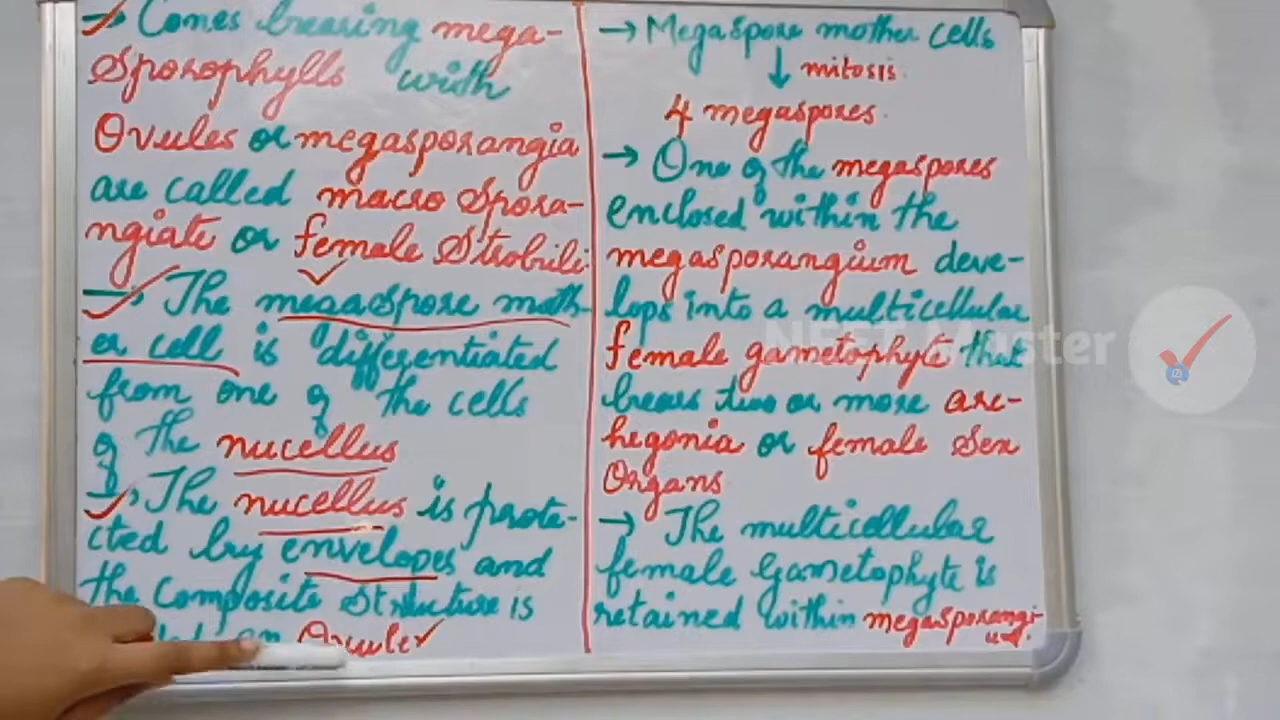 → Cones bearing mega-
Sporophylls with
Ovules or megasporangia
are called macro spora-
ngiate or female Strobili.
→ The megaspore moth-
er cell is differentiated
from one of the cells
of the nucellus
→ The nucellus is prote-
cted by envelopes and
the composite structure is
an Ovule
→ Megaspore mother cells
↓ mitosis.
4 megaspores.
→ One of the megaspores
enclosed within the
megasporangium deve-
lops into a multicellular
female gametophyte that
bears two or more arc-
hegonia or female sex
Organs
→ The multicellular
female gametophyte is
retained within megasporangi
um.
NEET Muster